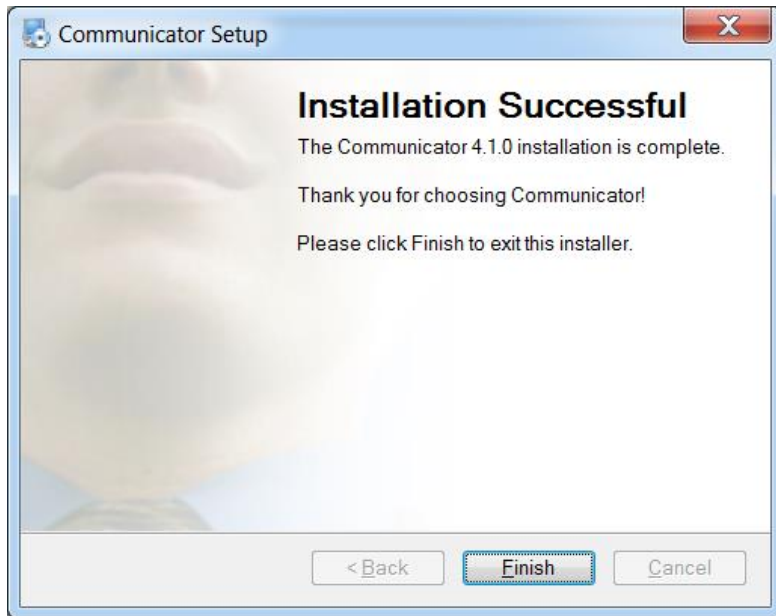 Communicator Setup
X
Installation Successful
The Communicator 4.1.0 installation is complete.
Thank you for choosing Communicator!
Please click Finish to exit this installer.
< Back Finish Cancel